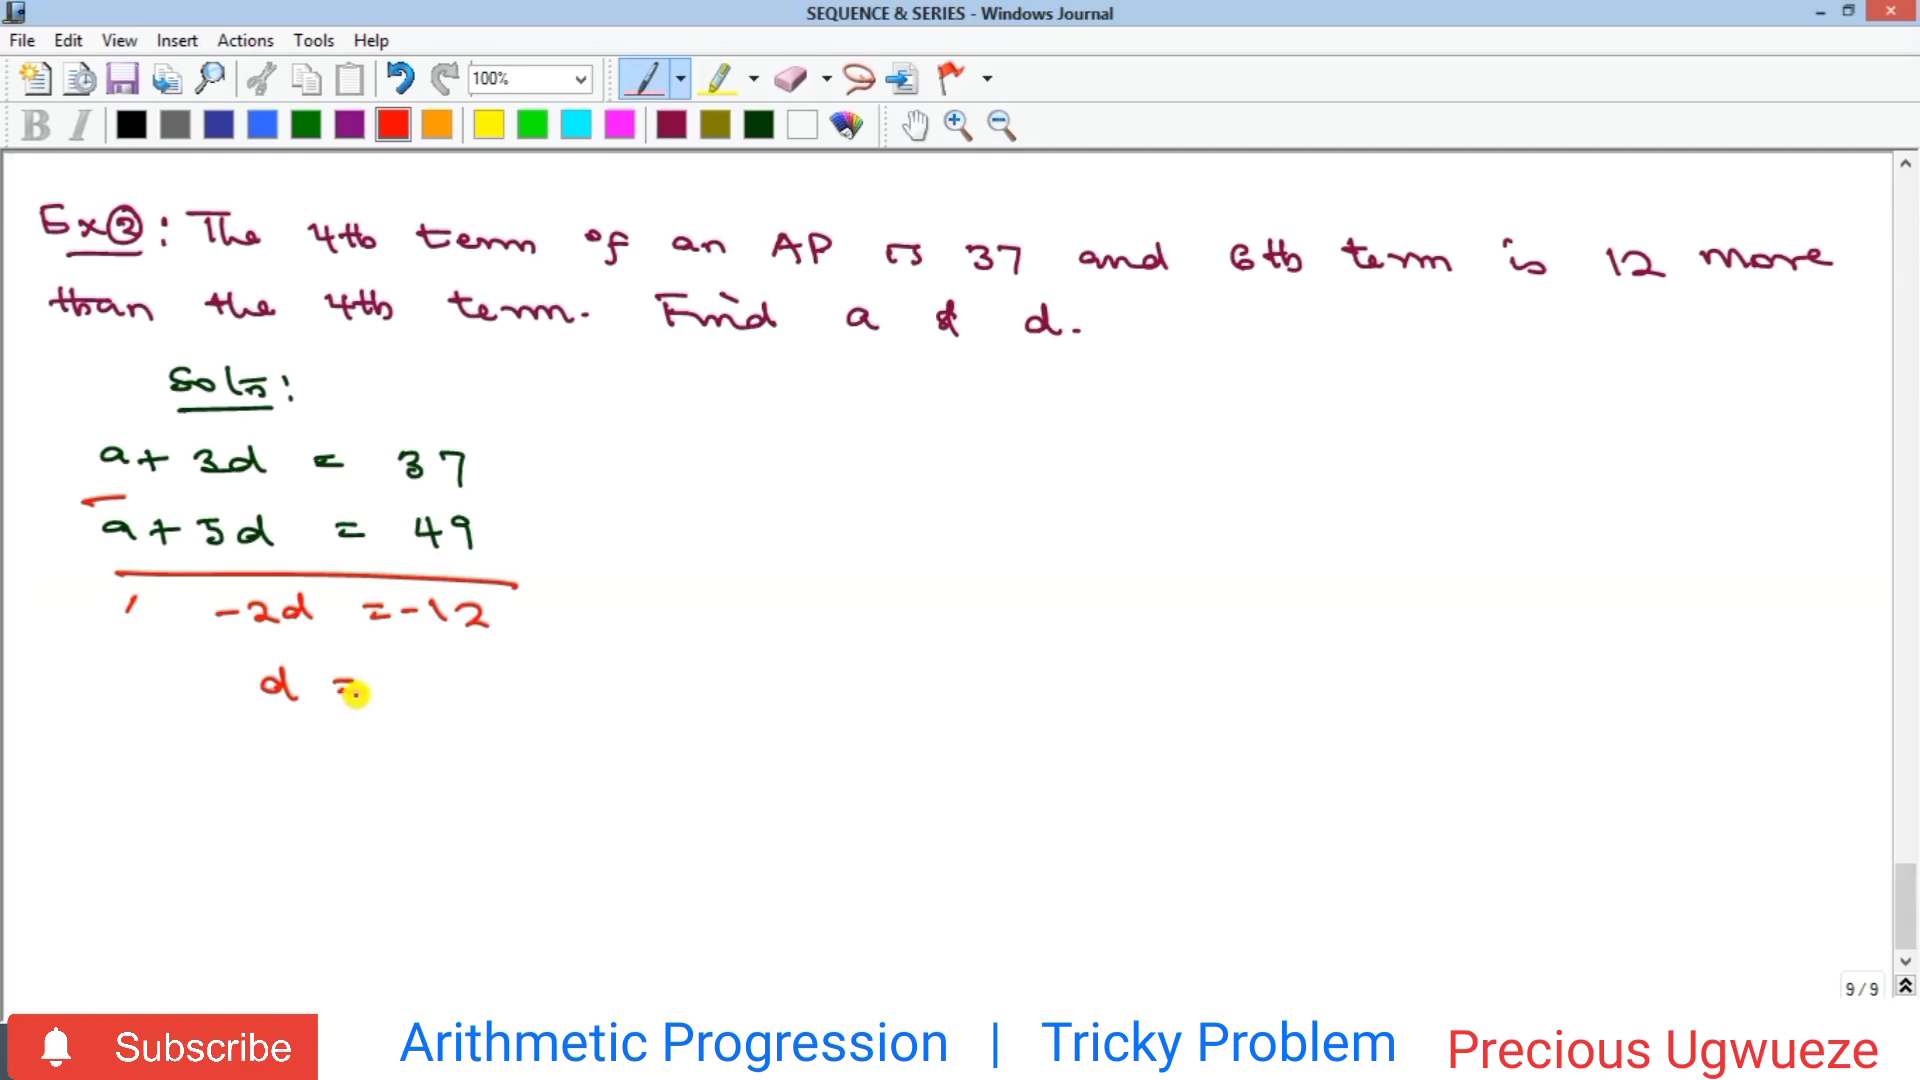 SEQUENCE & SERIES - Windows Journal
File Edit View Insert Actions Tools Help
100%
B I
Ex②: The 4th term of an AP is 37 and 6th term is 12 more
than the 4th term. Find a & d.
Soln:
a + 3d = 37
-
a + 5d = 49
-2d = -12
d =
9 / 9
Subscribe Arithmetic Progression | Tricky Problem Precious Ugwueze